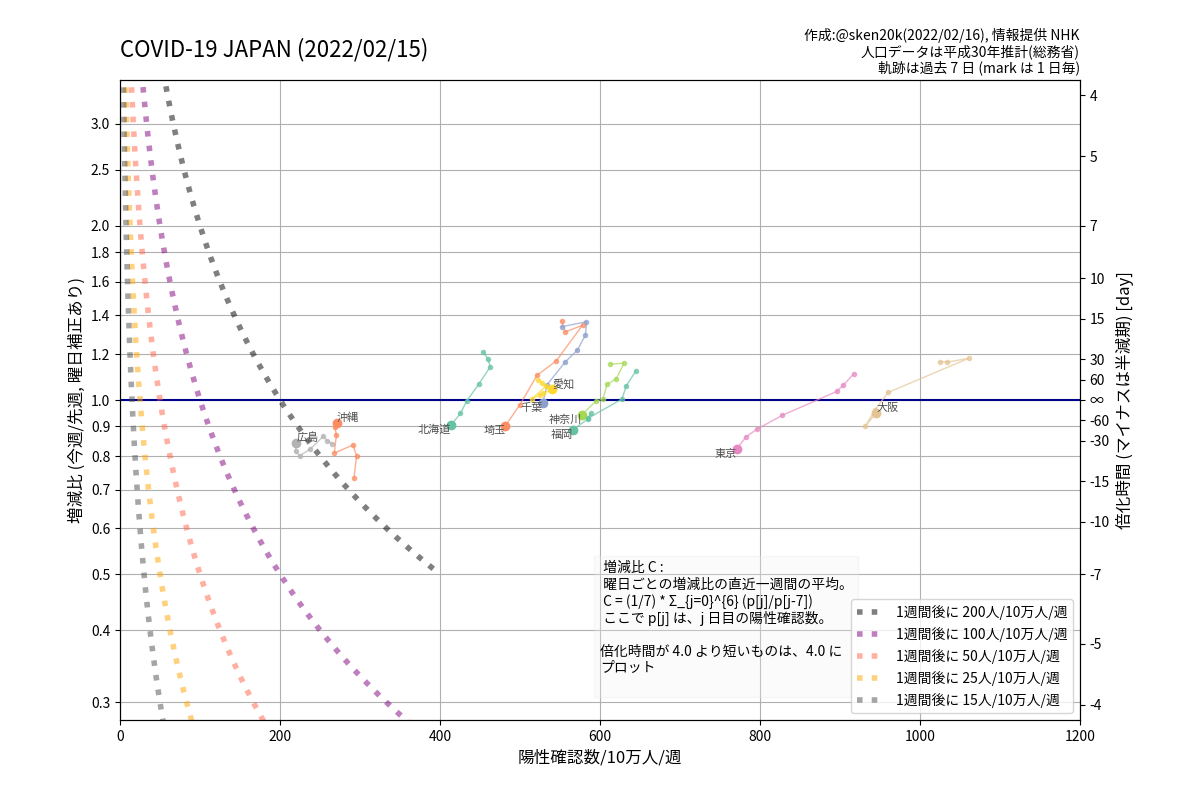 COVID-19 JAPAN (2022/02/15)
作成:@sken20k(2022/02/16), 情報提供 NHK
人口データは平成30年推計(総務省)
軌跡は過去 7 日 (mark は 1 日毎)
増減比 (今週/先週, 曜日補正あり)
3.0
2.5
2.0
1.8
1.6
1.4
1.2
1.0
0.9
0.8
0.7
0.6
0.5
0.4
0.3
4
5
7
10
15
30
60
∞
-60
-30
-15
-10
-7
-5
-4
倍化時間 (マイナスは半減期) [day]
愛知
千葉
沖縄
広島
北海道
埼玉
神奈川
福岡
大阪
東京
増減比 C :
曜日ごとの増減比の直近一週間の平均。
C = (1/7) * Σ_{j=0}^{6} (p[j]/p[j-7])
ここで p[j] は、j 日目の陽性確認数。
倍化時間が 4.0 より短いものは、4.0 に
プロット
1週間後に 200人/10万人/週
1週間後に 100人/10万人/週
1週間後に 50人/10万人/週
1週間後に 25人/10万人/週
1週間後に 15人/10万人/週
0
200
400
600
800
1000
1200
陽性確認数/10万人/週